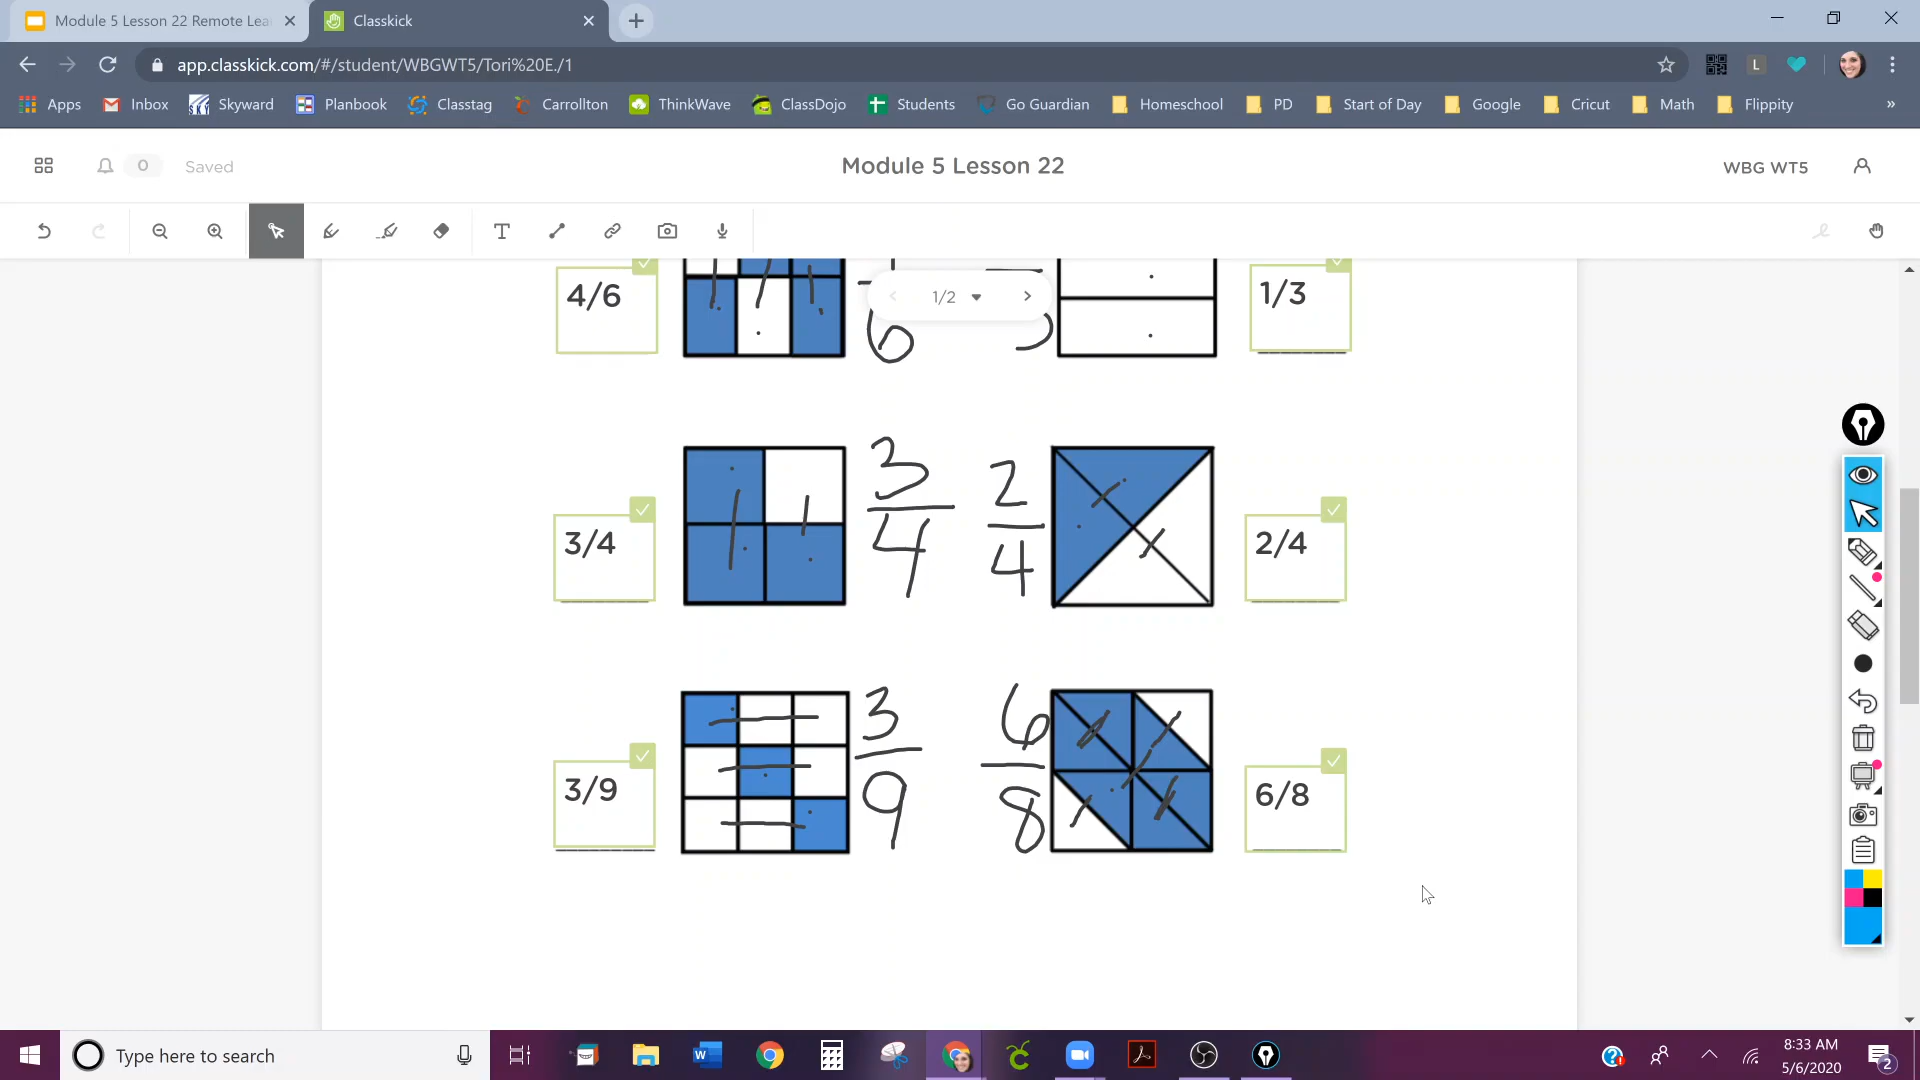 Module 5 Lesson 22 Remote Lea
Classkick
app.classkick.com/#/student/WBGWT5/Tori%20E./1
L
Apps Inbox Skyward Planbook Classtag Carrollton ThinkWave ClassDojo Students Go Guardian Homeschool PD Start of Day Google Cricut Math Flippity »
0 Saved
Module 5 Lesson 22
WBG WT5
T
1/2
4/6
6
1/3
3/4
3
4
2
4
2/4
3/9
3
9
6
8
6/8
Type here to search
8:33 AM
5/6/2020
2